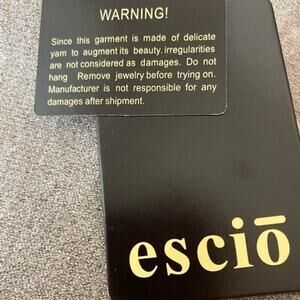 WARNING!
Since this garment is made of delicate
yam to augment its beauty. irregularities
are not considered as damages. Do not
hang Remove jewelry before trying on.
Manufacturer is not responsible for any
damages after shipment.
esciō